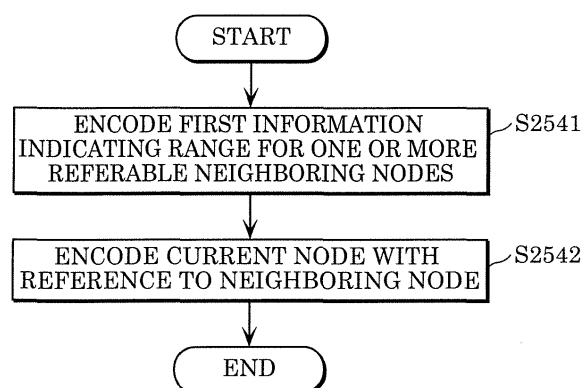 START
ENCODE FIRST INFORMATION
INDICATING RANGE FOR ONE OR MORE
REFERABLE NEIGHBORING NODES
S2541
ENCODE CURRENT NODE WITH
REFERENCE TO NEIGHBORING NODE
S2542
END